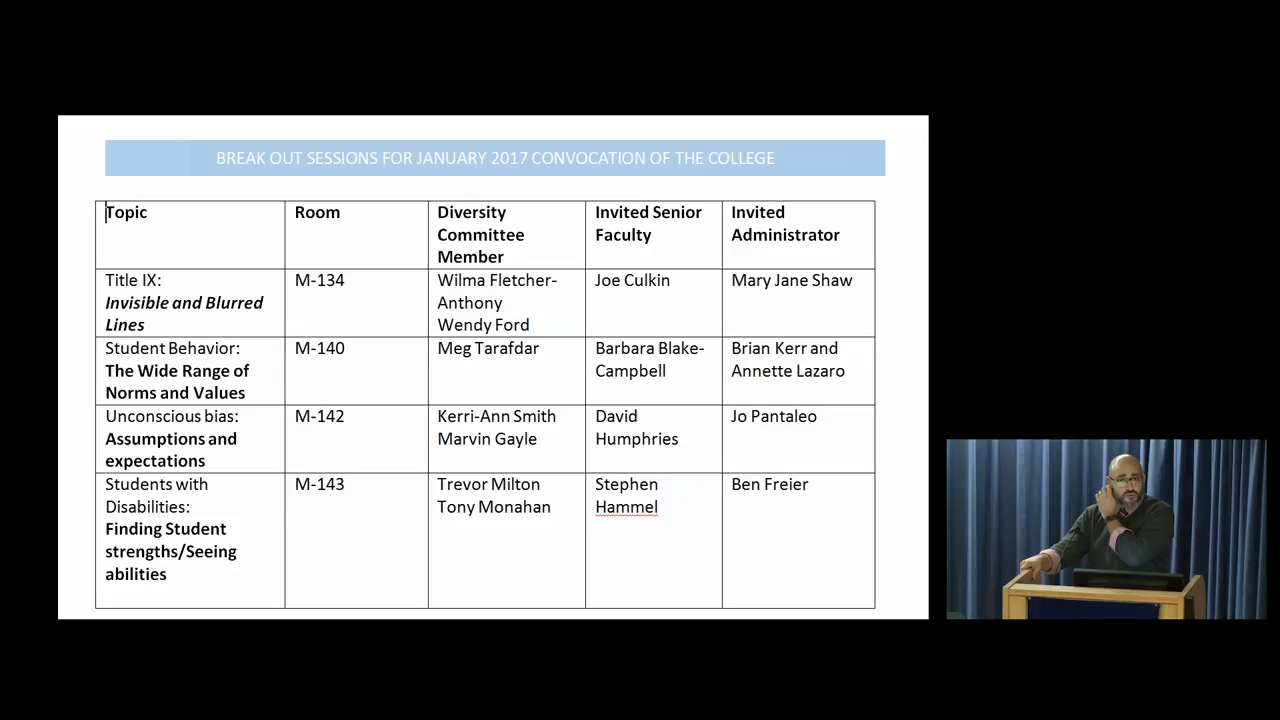 BREAK OUT SESSIONS FOR JANUARY 2017 CONVOCATION OF THE COLLEGE
Topic
Room
Diversity
Committee
Member
Invited Senior
Faculty
Invited
Administrator
Title IX:
Invisible and Blurred
Lines
M-134
Wilma Fletcher-
Anthony
Wendy Ford
Joe Culkin
Mary Jane Shaw
Student Behavior:
The Wide Range of
Norms and Values
M-140
Meg Tarafdar
Barbara Blake-
Campbell
Brian Kerr and
Annette Lazaro
Unconscious bias:
Assumptions and
expectations
M-142
Kerri-Ann Smith
Marvin Gayle
David
Humphries
Jo Pantaleo
Students with
Disabilities:
Finding Student
strengths/Seeing
abilities
M-143
Trevor Milton
Tony Monahan
Stephen
Hammel
Ben Freier